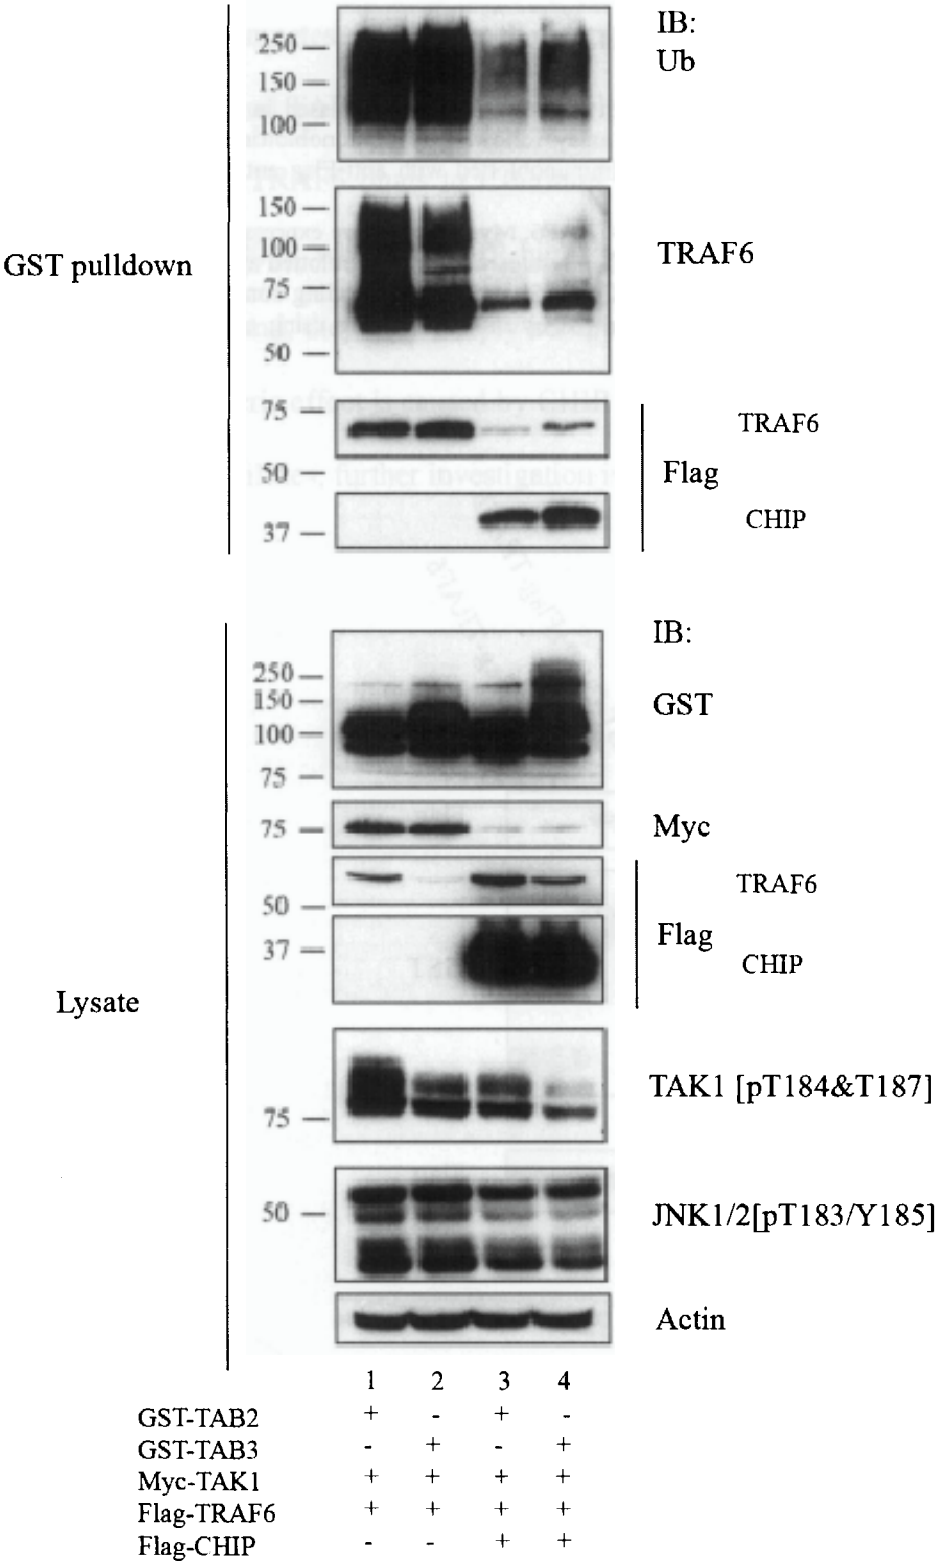 IB:
Ub
250
150
100
GST pulldown
150
100
75
50
TRAF6
75
50
37
TRAF6
Flag
CHIP
further investigation
IB:
250
150
100
75
GST
75
Myc
50
37
TRAF6
Flag
CHIP
Lysate
75
TAK1 [pT184&T187]
50
JNK1/2[pT183/Y185]
Actin
1 2 3 4
GST-TAB2 + - + -
GST-TAB3 - + - +
Myc-TAK1 + + + +
Flag-TRAF6 + + + +
Flag-CHIP - - + +